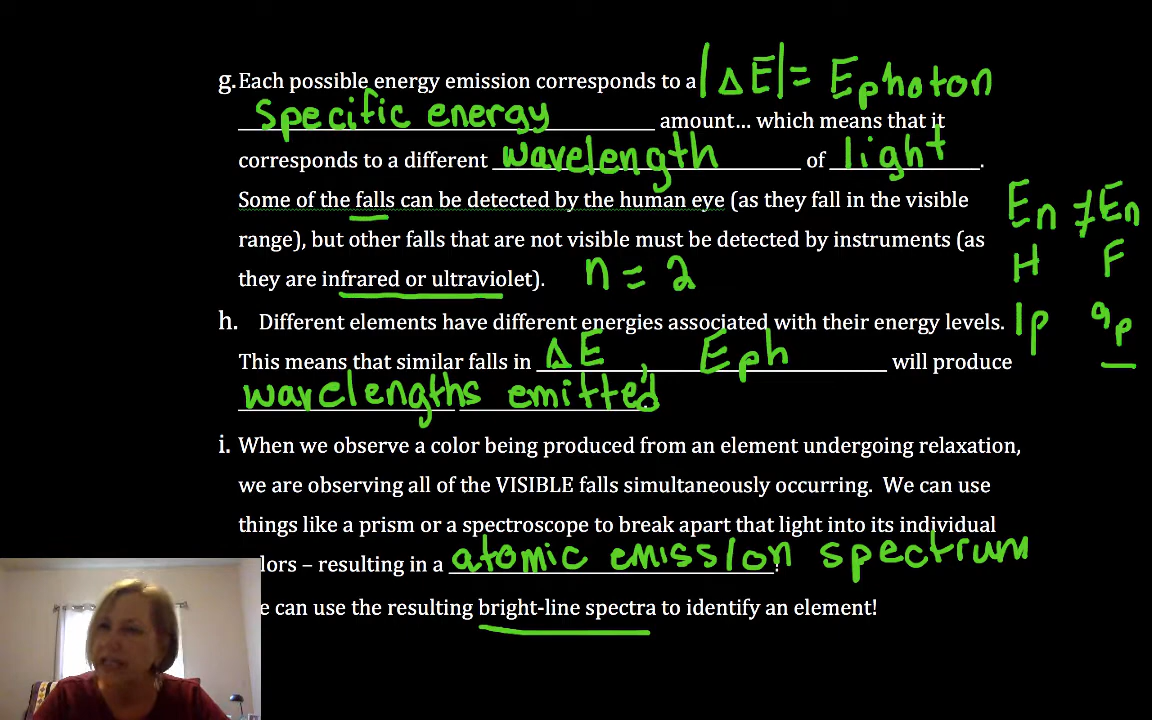 g. Each possible energy emission corresponds to a |ΔE| = Ephoton
specific energy amount... which means that it
corresponds to a different wavelength of light.
Some of the falls can be detected by the human eye (as they fall in the visible
En ≠ En
range), but other falls that are not visible must be detected by instruments (as
H F
they are infrared or ultraviolet). n = 2
h. Different elements have different energies associated with their energy levels. 1p 9p
This means that similar falls in ΔE, Eph will produce
wavelengths emitted.
i. When we observe a color being produced from an element undergoing relaxation,
we are observing all of the VISIBLE falls simultaneously occurring. We can use
things like a prism or a spectroscope to break apart that light into its individual
lors – resulting in a atomic emission spectrum!
e can use the resulting bright-line spectra to identify an element!